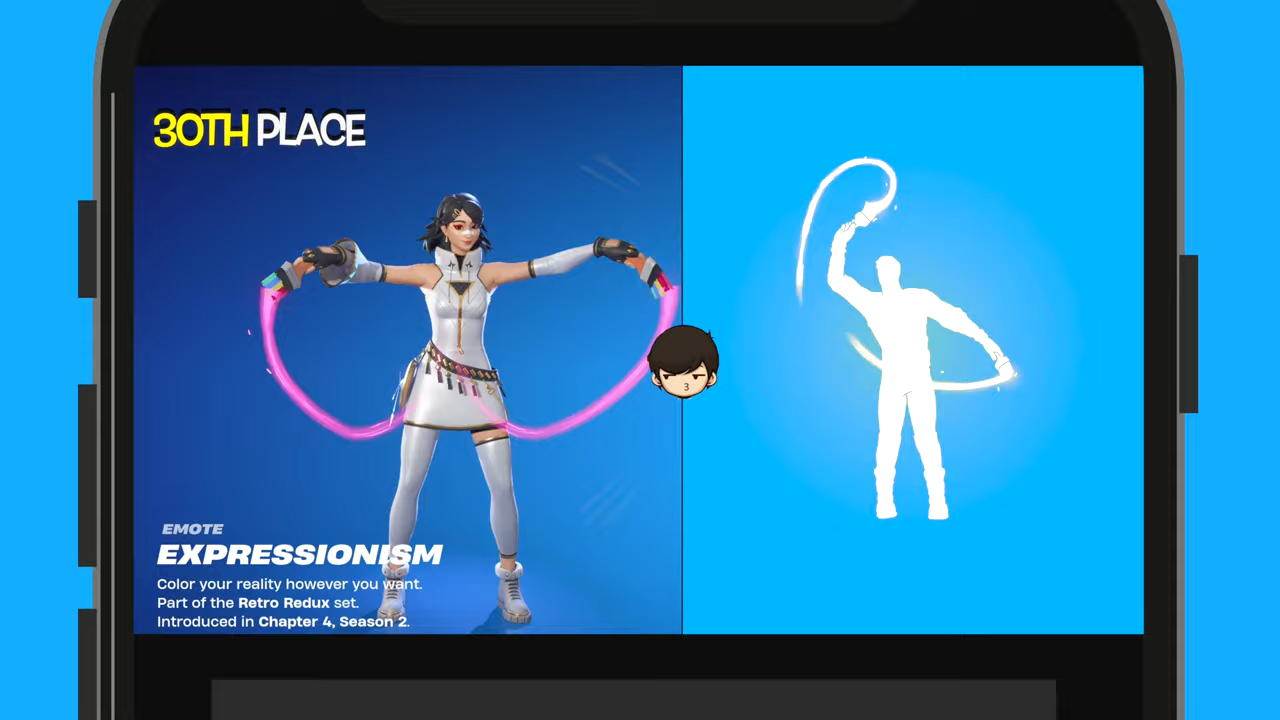 30TH PLACE
EMOTE
EXPRESSIONISM
Color your reality however you want.
Part of the Retro Redux set.
Introduced in Chapter 4, Season 2.